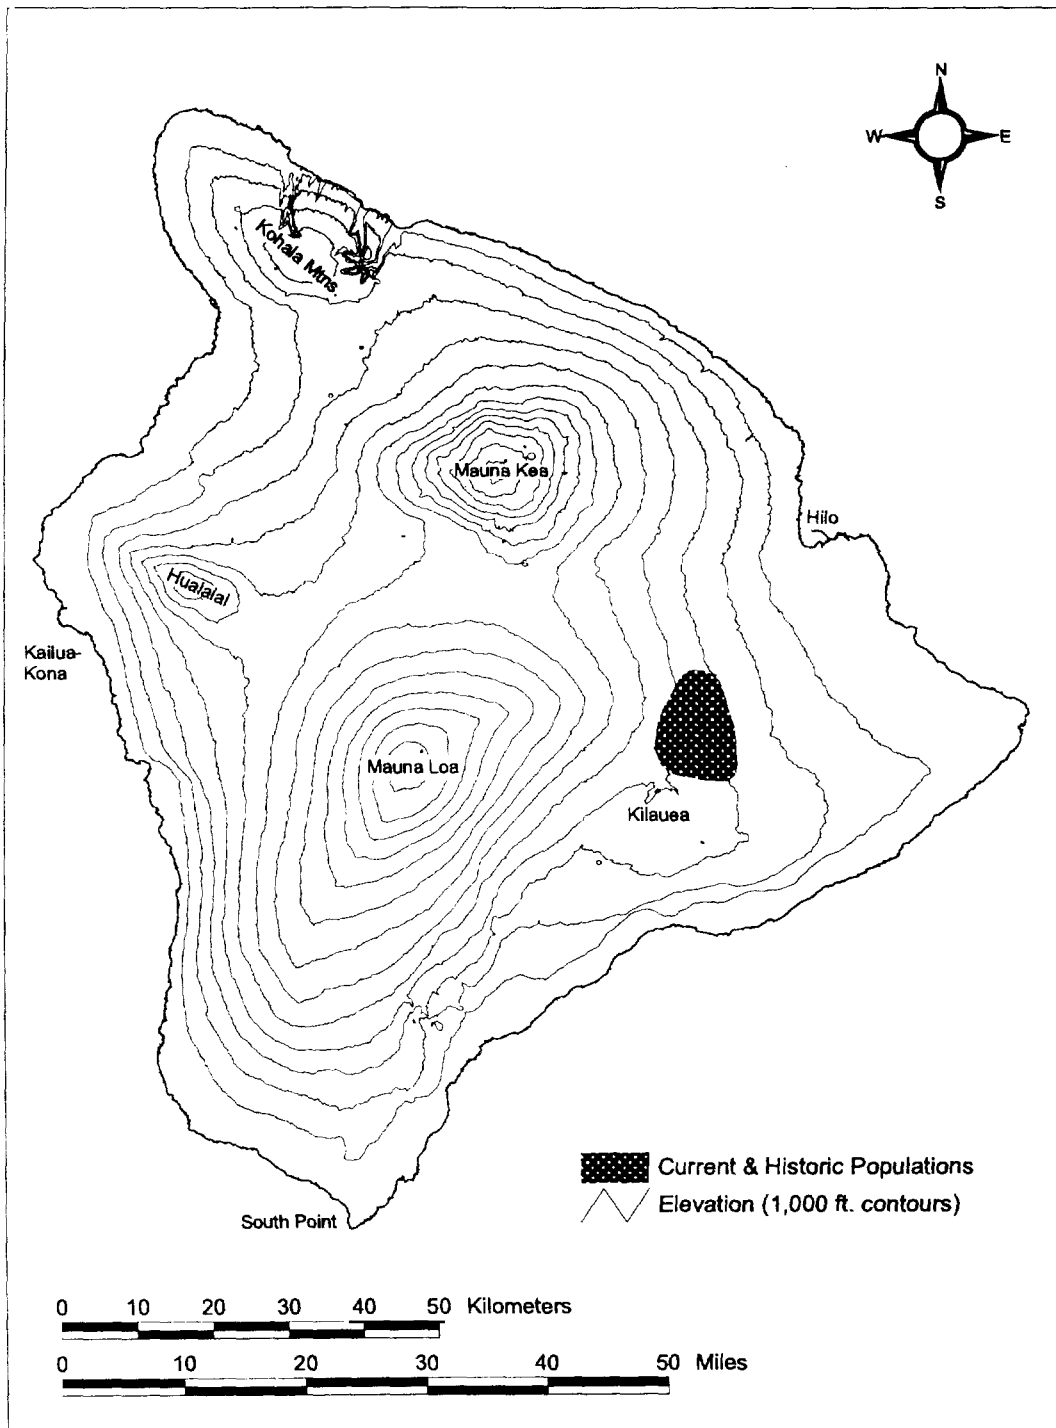 N
W E
S
Kohala Mtns.
Mauna Kea
Hilo
Hualalai
Kailua-
Kona
Mauna Loa
Kilauea
Current & Historic Populations
Elevation (1,000 ft. contours)
South Point
0 10 20 30 40 50 Kilometers
0 10 20 30 40 50 Miles